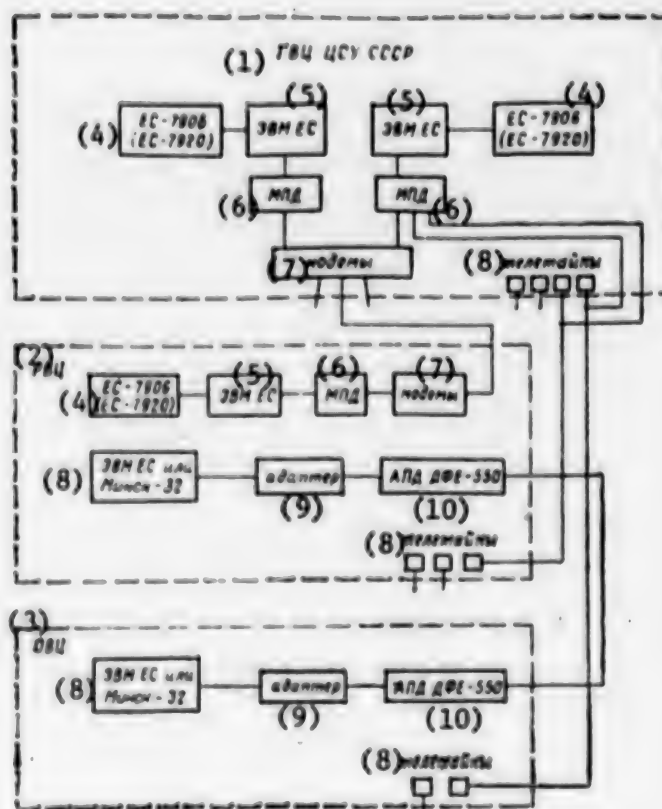 (1) ГВЦ ЦСУ СССР
(5) (5) (4)
(4) ЕС-7906 ЭВМ ЕС ЭВМ ЕС ЕС-7906
(ЕС-7920) (ЕС-7920)
(6) МПД МПД (6)
(7) модемы (8) телетайпы
(2)
(5) (6) (7)
ЕС-7906 ЭВМ ЕС МПД модемы
(4) (ЕС-7920)
(8) ЭВМ ЕС или адаптер АПД ДФЕ-550
Минск-32
(9) (10)
(8) телетайпы
(3)
(8) ЭВМ ЕС или адаптер АПД ДФЕ-550
Минск-32
(9) (10)
(8) телетайпы